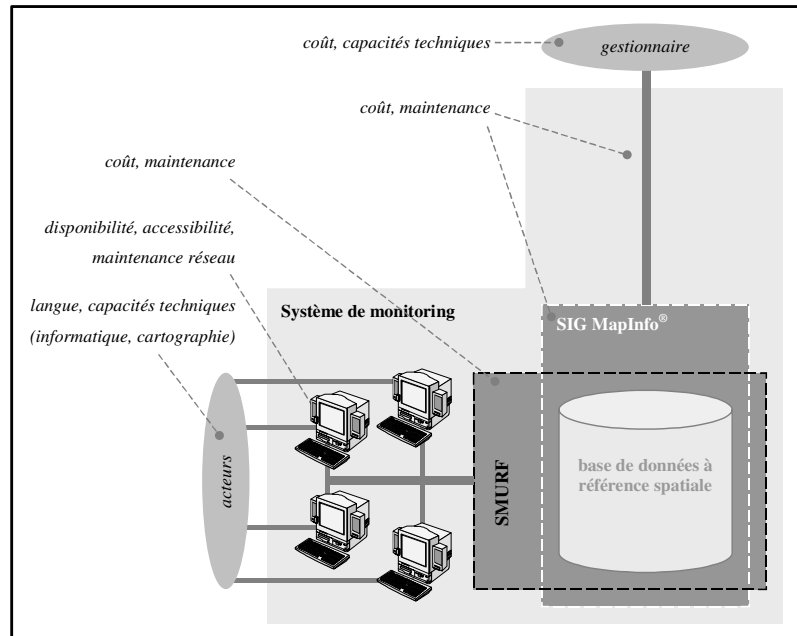 coût, capacités techniques
gestionnaire
coût, maintenance
coût, maintenance
disponibilité, accessibilité,
maintenance réseau
langue, capacités techniques
(informatique, cartographie)
Système de monitoring
SIG MapInfo®
acteurs
SMURF
base de données à
référence spatiale